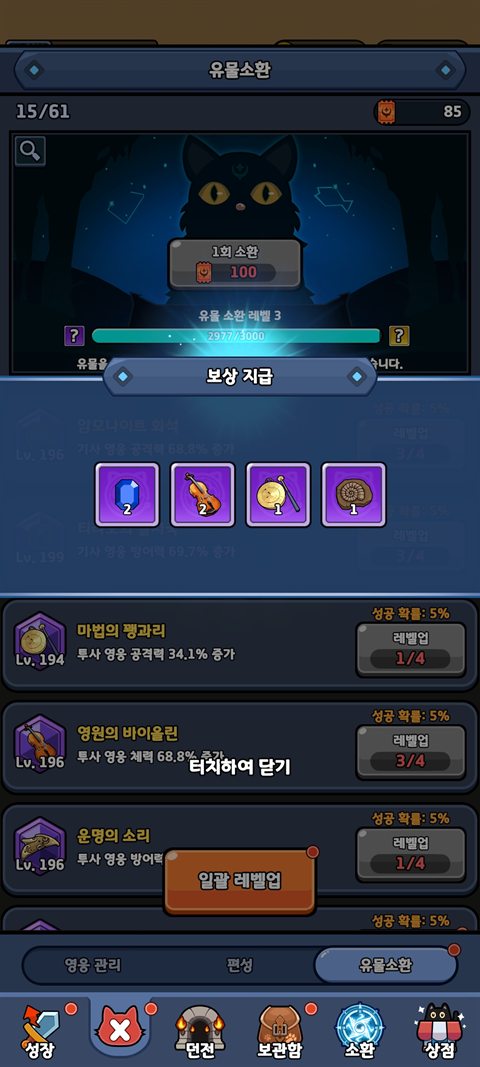 유물소환
15/61
85
1회 소환
100
유물 소환 레벨 3
? 2977/3000 ?
유물을
습니다.
보상 지급
성공 확률: 5%
암모나이트 화석
레벨업
Lv. 196
기사 영웅 공격력 68.8% 증가
3/4
2
2
1
1
레벨업
Lv. 199
기사 영웅 방어력 69.7% 증가
3/4
성공 확률: 5%
마법의 꽹과리
레벨업
Lv. 194
투사 영웅 공격력 34.1% 증가
1/4
성공 확률: 5%
영원의 바이올린
레벨업
Lv. 196
투사 영웅 체력 68.8% 증가
3/4
터치하여 닫기
성공 확률: 5%
운명의 소리
레벨업
Lv. 196
투사 영웅 방어력
1/4
일괄 레벨업
성공 확률: 5%
영웅 관리
편성
유물소환
성장
던전
보관함
소환
상점